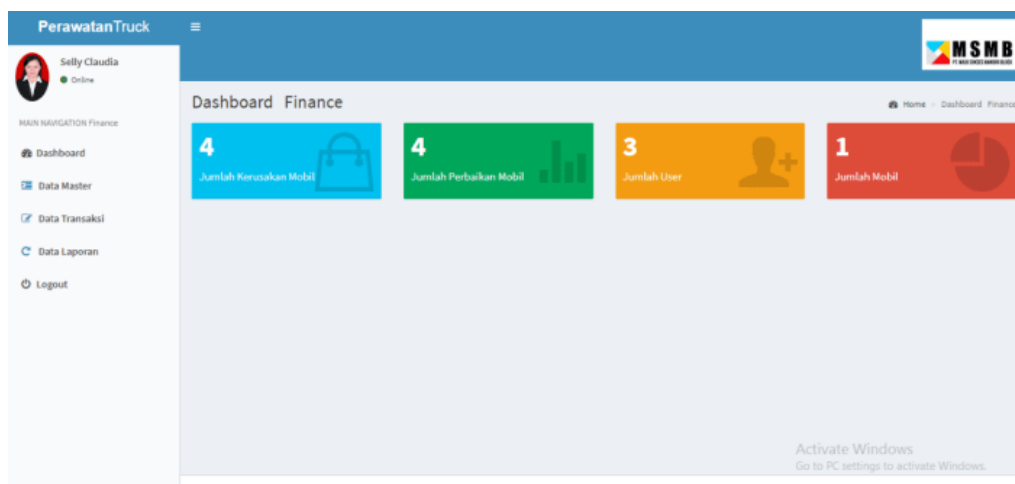 PerawatanTruck
MSMB
Selly Claudia
Online
Dashboard Finance
Home > Dashboard Finance
MAIN NAVIGATION Finance
Dashboard
Data Master
Data Transaksi
Data Laporan
Logout
4
Jumlah Kerusakan Mobil
4
Jumlah Perbaikan Mobil
3
Jumlah User
1
Jumlah Mobil
Activate Windows
Go to PC settings to activate Windows.